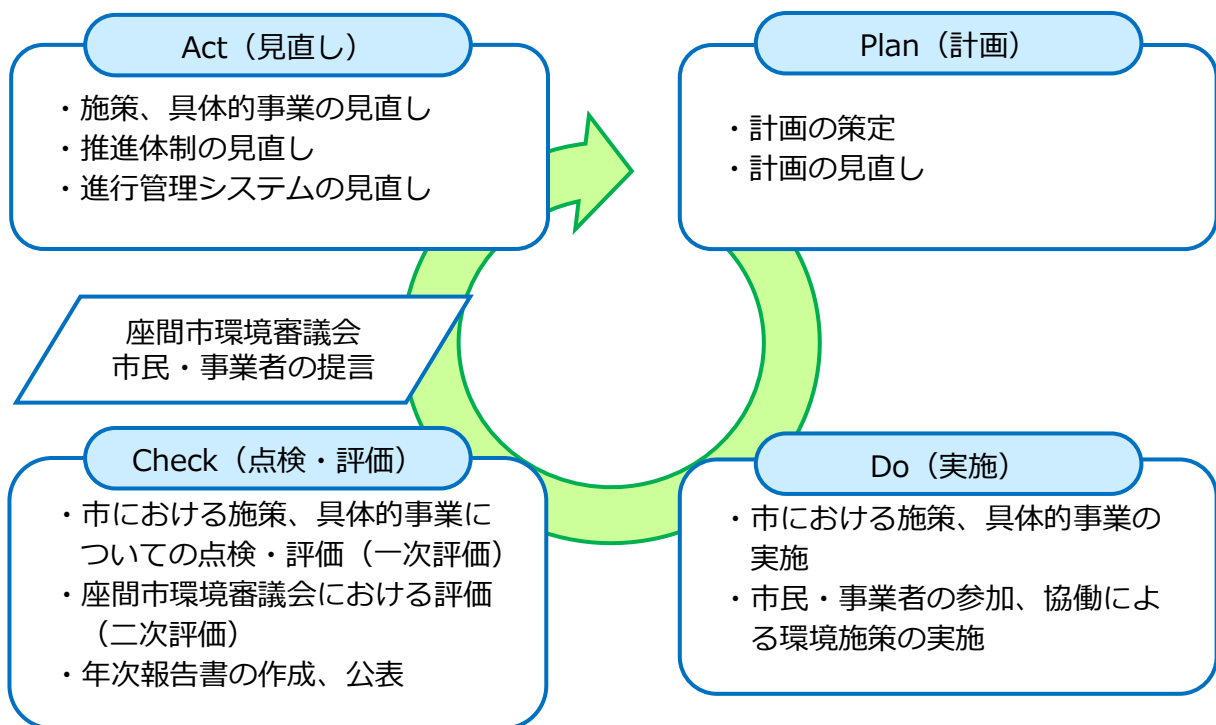 Act（見直し）
・施策、具体的事業の見直し
・推進体制の見直し
・進行管理システムの見直し
Plan（計画）
・計画の策定
・計画の見直し
座間市環境審議会
市民・事業者の提言
Check（点検・評価）
・市における施策、具体的事業に
ついての点検・評価（一次評価）
・座間市環境審議会における評価
（二次評価）
・年次報告書の作成、公表
Do（実施）
・市における施策、具体的事業の
実施
・市民・事業者の参加、協働によ
る環境施策の実施